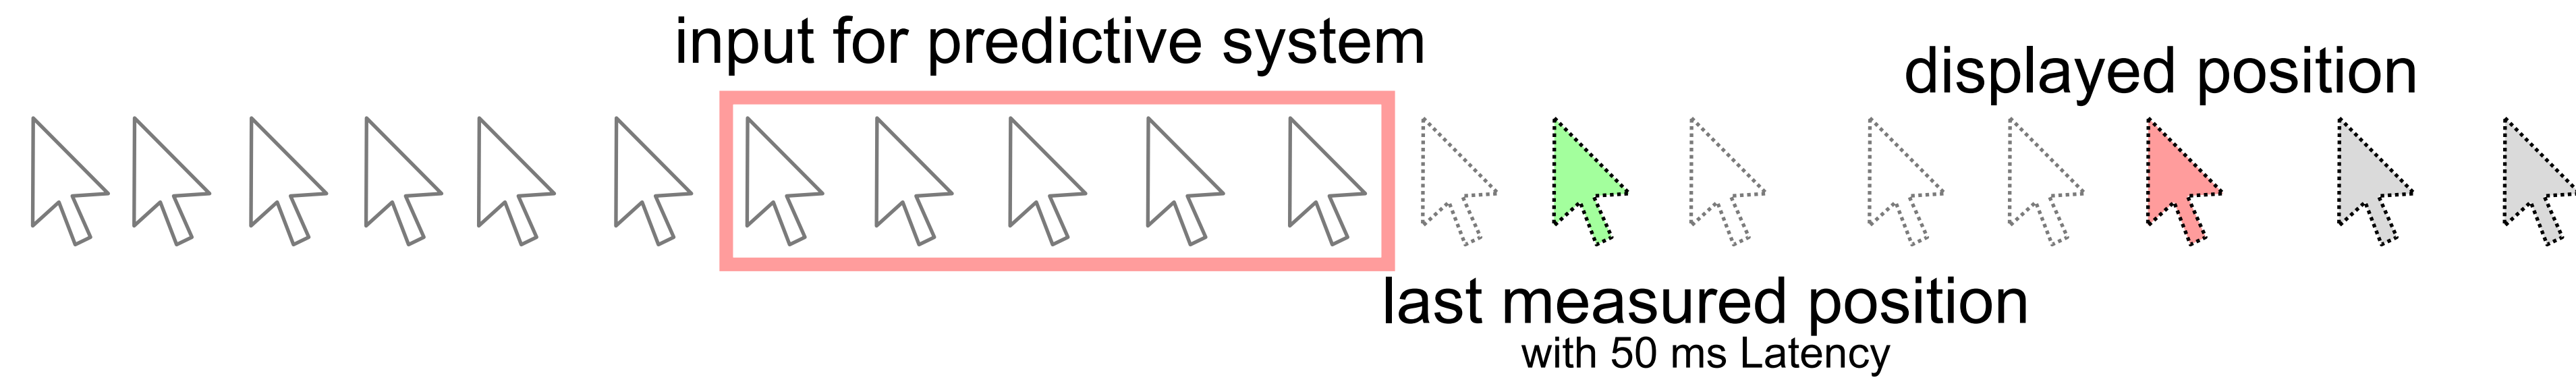 input for predictive system
displayed position
last measured position
with 50 ms Latency